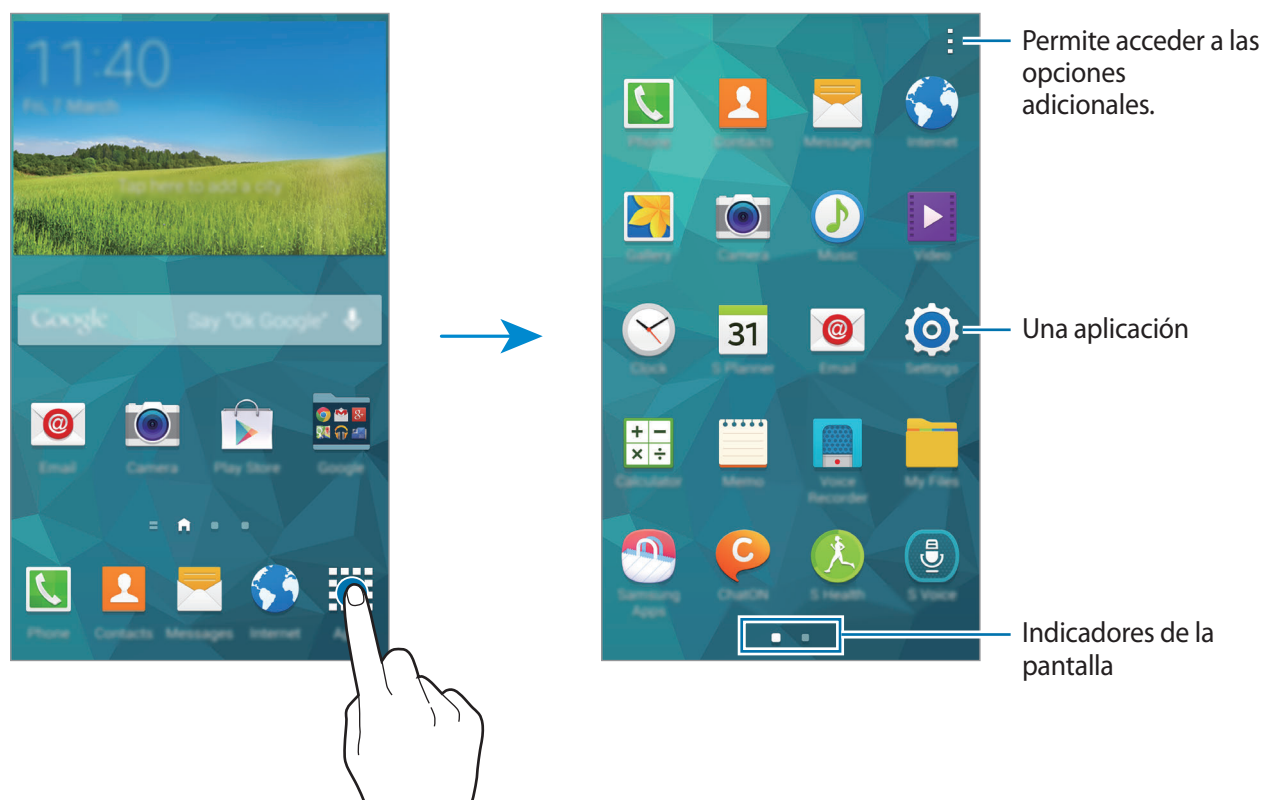 11:40
Fri, 7 March
Tap here to add a city
Google Say "Ok Google"
Email Camera Play Store Google
Phone Contacts Messages Internet
Phone Contacts Messages Internet
Gallery Camera Music Video
31
Clock S Planner Email Settings
Calculator Memo Voice Recorder My Files
C
Samsung Apps ChatON S Health S Voice
Permite acceder a las
opciones
adicionales.
Una aplicación
Indicadores de la
pantalla